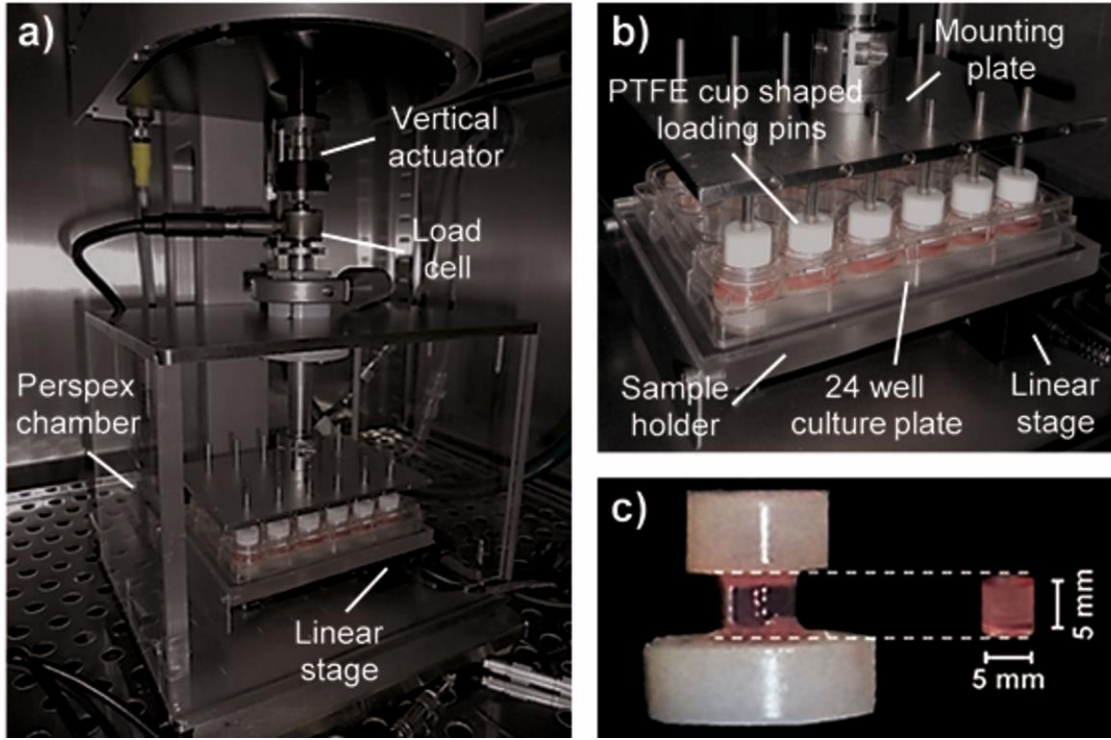 a)
Vertical
actuator
Load
cell
Perspex
chamber
Linear
stage
b)
Mounting
plate
PTFE cup shaped
loading pins
Sample
holder
24 well
culture plate
Linear
stage
c)
5 mm
5 mm